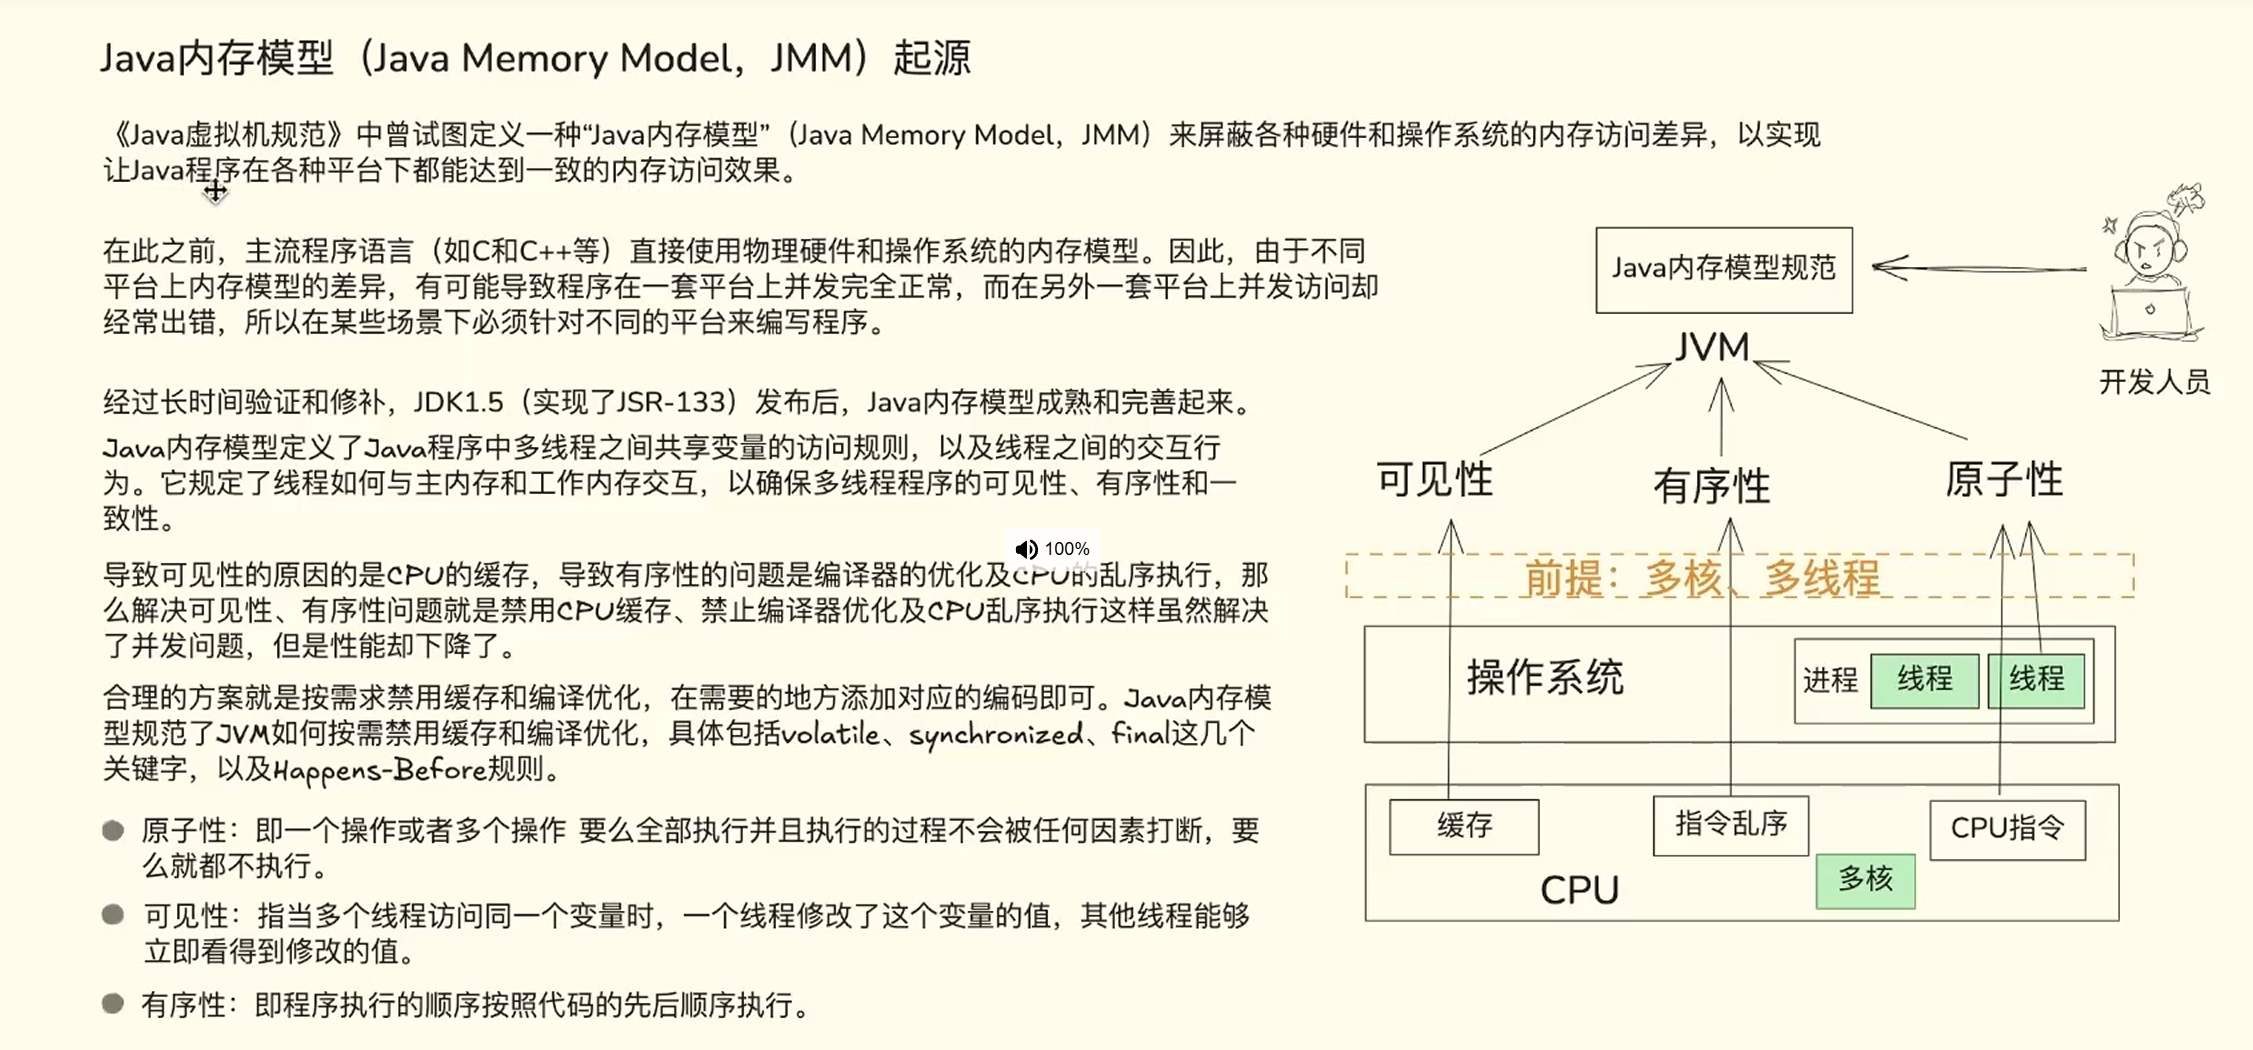 Java内存模型（Java Memory Model，JMM）起源
《Java虚拟机规范》中曾试图定义一种“Java内存模型”（Java Memory Model，JMM）来屏蔽各种硬件和操作系统的内存访问差异，以实现
让Java程序在各种平台下都能达到一致的内存访问效果。
在此之前，主流程序语言（如C和C++等）直接使用物理硬件和操作系统的内存模型。因此，由于不同
平台上内存模型的差异，有可能导致程序在一套平台上并发完全正常，而在另外一套平台上并发访问却
经常出错，所以在某些场景下必须针对不同的平台来编写程序。
经过长时间验证和修补，JDK1.5（实现了JSR-133）发布后，Java内存模型成熟和完善起来。
Java内存模型定义了Java程序中多线程之间共享变量的访问规则，以及线程之间的交互行
为。它规定了线程如何与主内存和工作内存交互，以确保多线程程序的可见性、有序性和一
致性。
100%
导致可见性的原因的是CPU的缓存，导致有序性的问题是编译器的优化及CPU的乱序执行，那
么解决可见性、有序性问题就是禁用CPU缓存、禁止编译器优化及CPU乱序执行这样虽然解决
了并发问题，但是性能却下降了。
合理的方案就是按需求禁用缓存和编译优化，在需要的地方添加对应的编码即可。Java内存模
型规范了JVM如何按需禁用缓存和编译优化，具体包括volatile、synchronized、final这几个
关键字，以及Happens-Before规则。
原子性：即一个操作或者多个操作 要么全部执行并且执行的过程不会被任何因素打断，要
么就都不执行。
可见性：指当多个线程访问同一个变量时，一个线程修改了这个变量的值，其他线程能够
立即看得到修改的值。
有序性：即程序执行的顺序按照代码的先后顺序执行。
Java内存模型规范
JVM
开发人员
可见性
有序性
原子性
前提：多核、多线程
操作系统
进程
线程
线程
缓存
指令乱序
CPU指令
多核
CPU